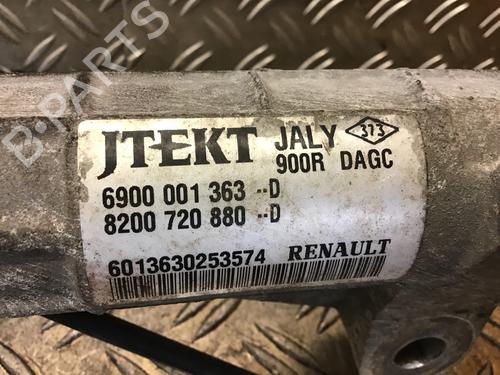 B-PARTS
JTEKT JALY 373
900R DAGC
6900 001 363 --D
8200 720 880 --D
6013630253574 RENAULT